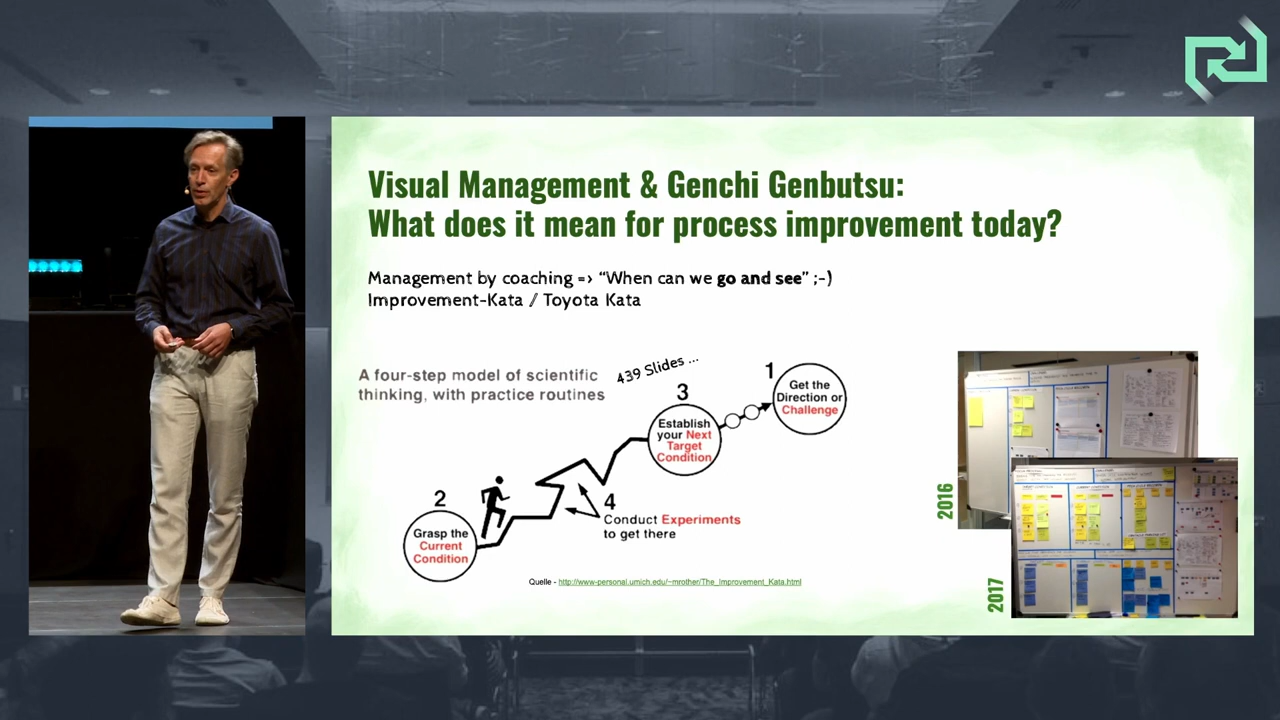 Visual Management & Genchi Genbutsu:
What does it mean for process improvement today?
Management by coaching => “When can we go and see” ;-)
Improvement-Kata / Toyota Kata
A four-step model of scientific
thinking, with practice routines
439 Slides ...
1
Get the
Direction or
Challenge
3
Establish
your Next
Target
Condition
2
Grasp the
Current
Condition
4
Conduct Experiments
to get there
Quelle - http://www-personal.umich.edu/~mrother/The_Improvement_Kata.html
2016
2017